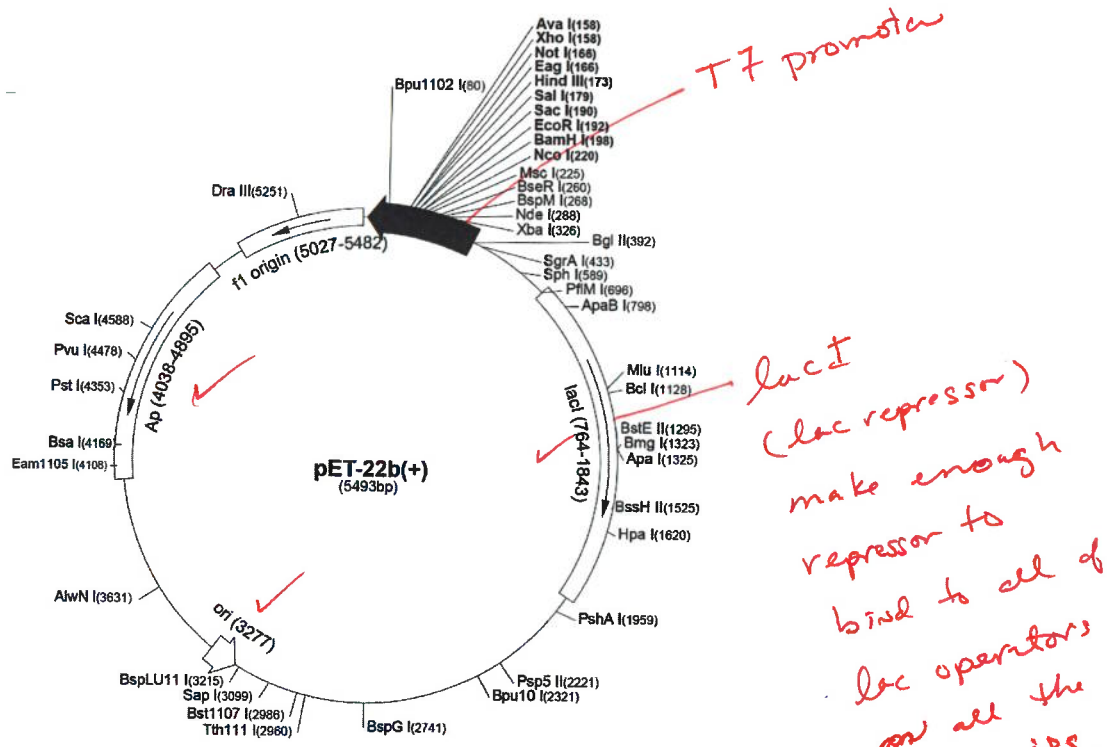 Ava I(158)
Xho I(158)
Not I(166)
Eag I(166)
Hind III(173)
Sal I(179)
Sac I(190)
EcoR I(192)
BamH I(198)
Nco I(220)
Msc I(225)
BseR I(260)
BspM I(268)
Nde I(288)
Xba I(326)
Bgl II(392)
SgrA I(433)
Sph I(589)
PflM I(696)
ApaB I(798)
Mlu I(1114)
Bcl I(1128)
BstE II(1295)
Bmg I(1323)
Apa I(1325)
BssH II(1525)
Hpa I(1620)
PshA I(1959)
Psp5 II(2221)
Bpu10 I(2321)
BspG I(2741)
Tth111 I(2960)
Bst1107 I(2986)
Sap I(3099)
BspLU11 I(3215)
AlwN I(3631)
Eam1105 I(4108)
Bsa I(4169)
Pst I(4353)
Pvu I(4478)
Sca I(4588)
Dra III(5251)
Bpu1102 I(80)
f1 origin (5027-5482)
Ap (4038-4895)
lacI (764-1843)
ori (3277)
pET-22b(+)
(5493bp)
T7 promoter
lac I
(lac repressor)
make enough
repressor to
bind to all of
lac operators
all the